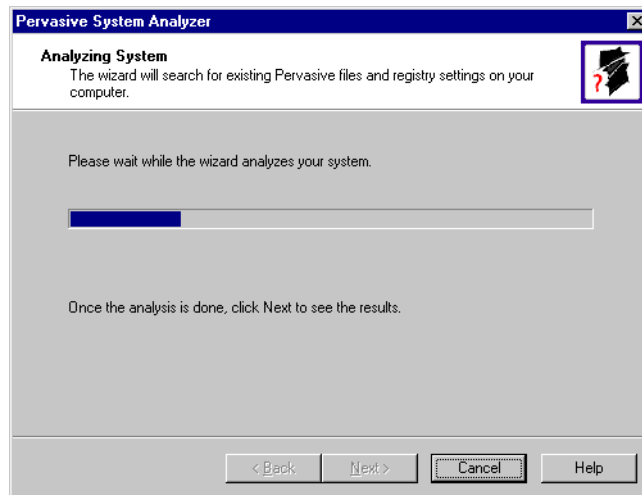 Pervasive System Analyzer
Analyzing System
The wizard will search for existing Pervasive files and registry settings on your
computer.
?
Please wait while the wizard analyzes your system.
Once the analysis is done, click Next to see the results.
< Back Next > Cancel Help